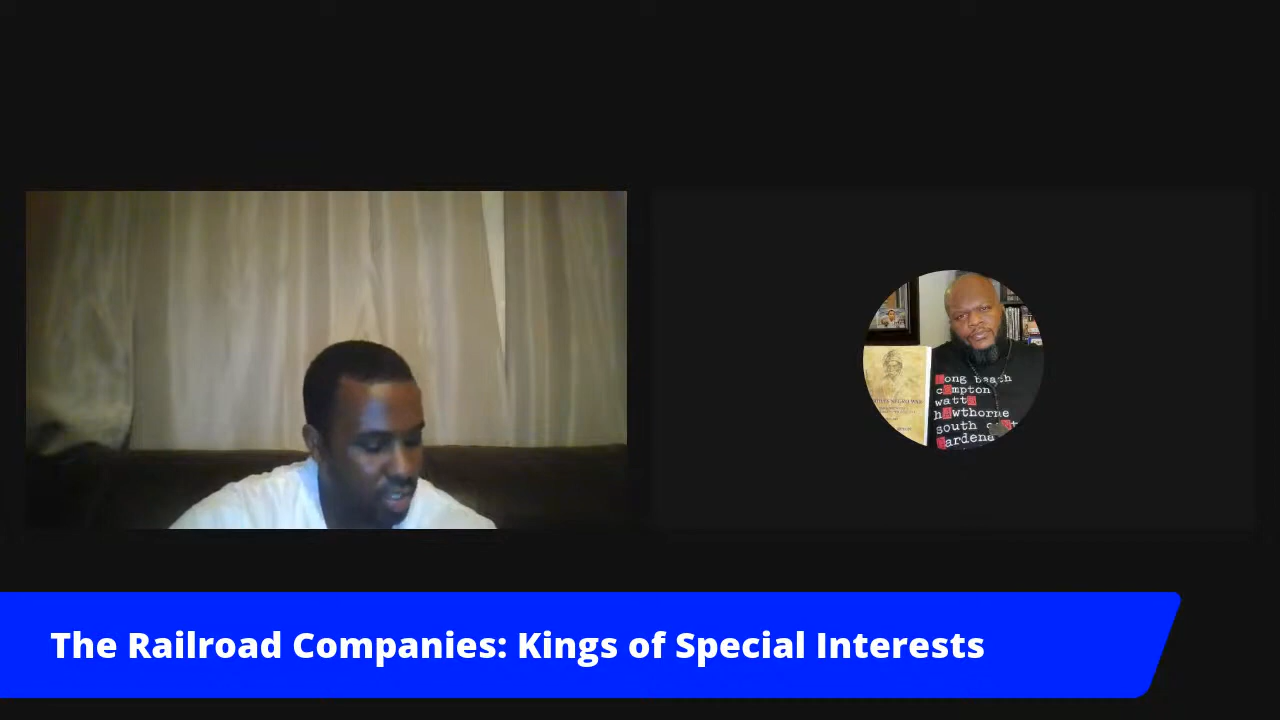 long beach
compton
watts
hawthorne
south
gardena
The Railroad Companies: Kings of Special Interests